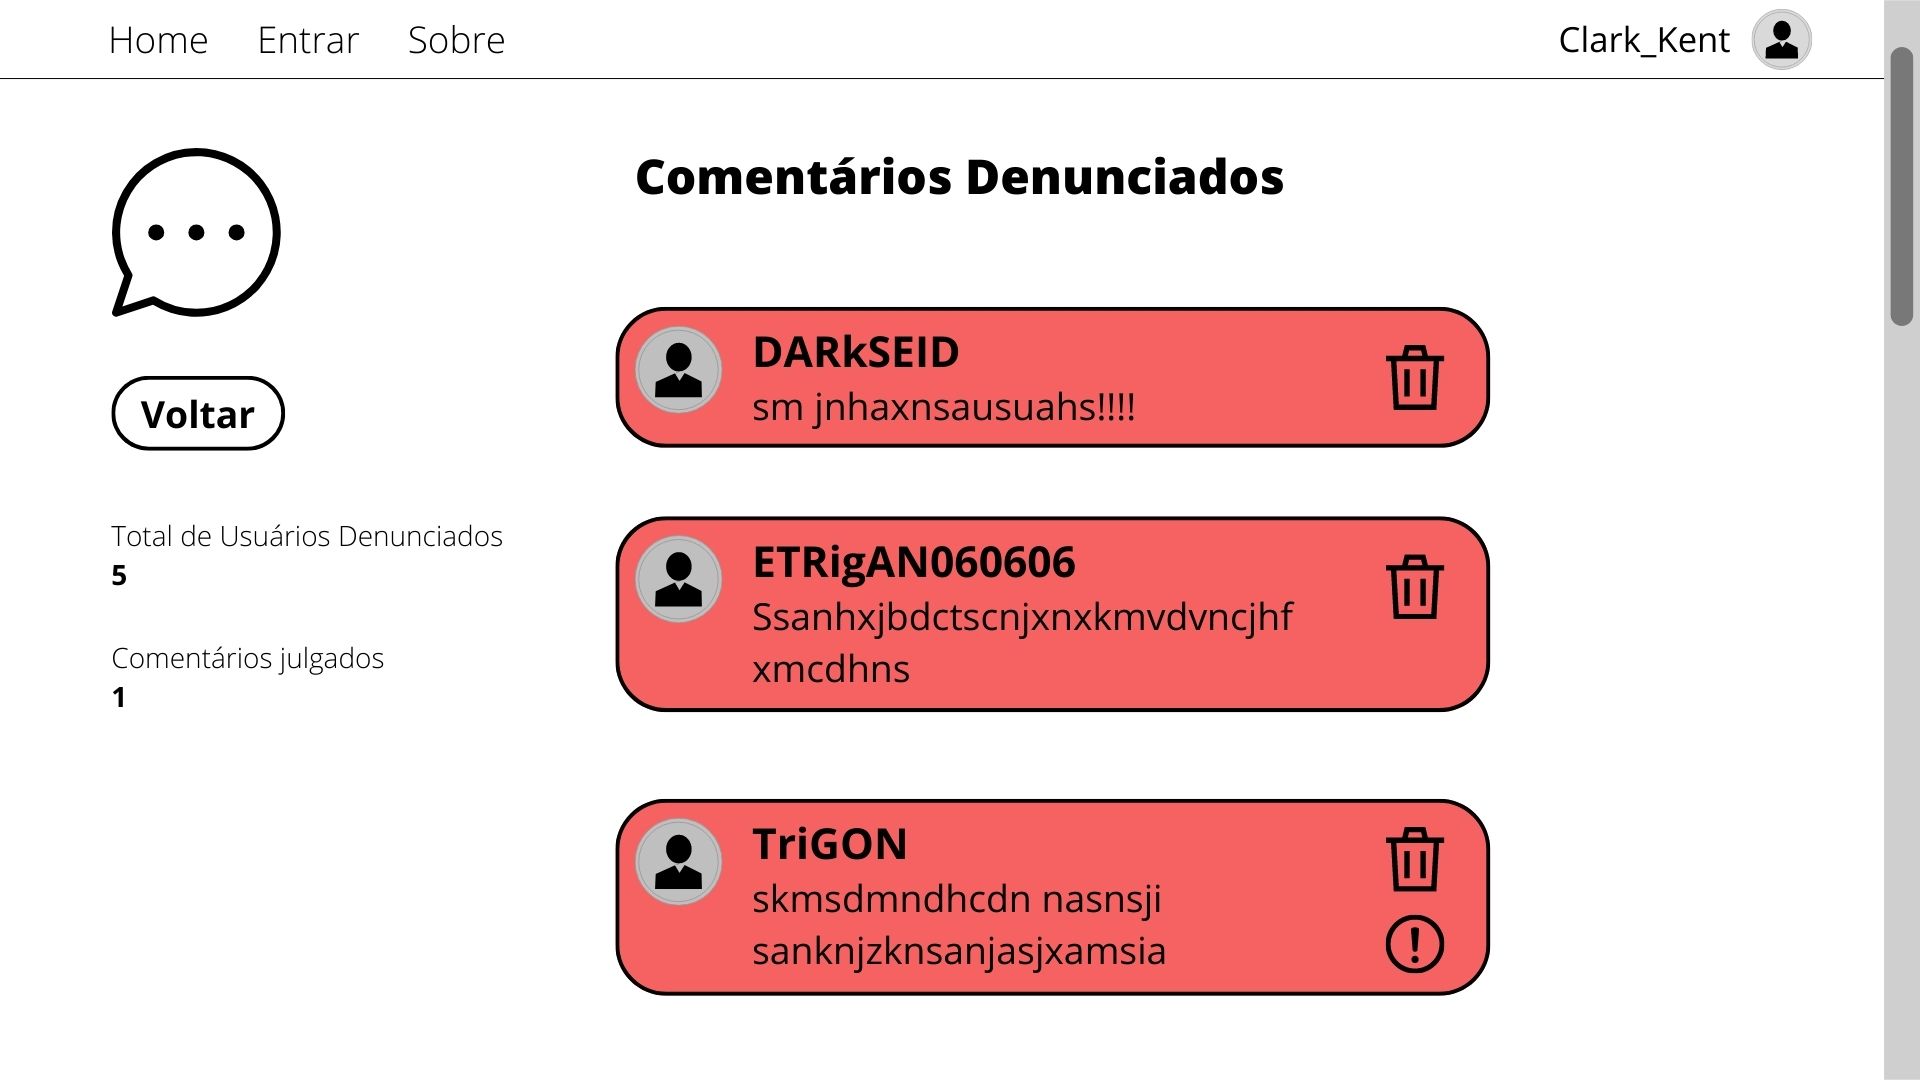 Home Entrar Sobre Clark_Kent
Comentários Denunciados
Voltar
Total de Usuários Denunciados
5
Comentários julgados
1
DARkSEID
sm jnhaxnsausuahs!!!!
ETRigAN060606
Ssanhxjbdctscnjxnxkmvdvncjhf
xmcdhns
TriGON
skmsdmndhcdn nasnsji
sanknjzknsanjasjxamsia